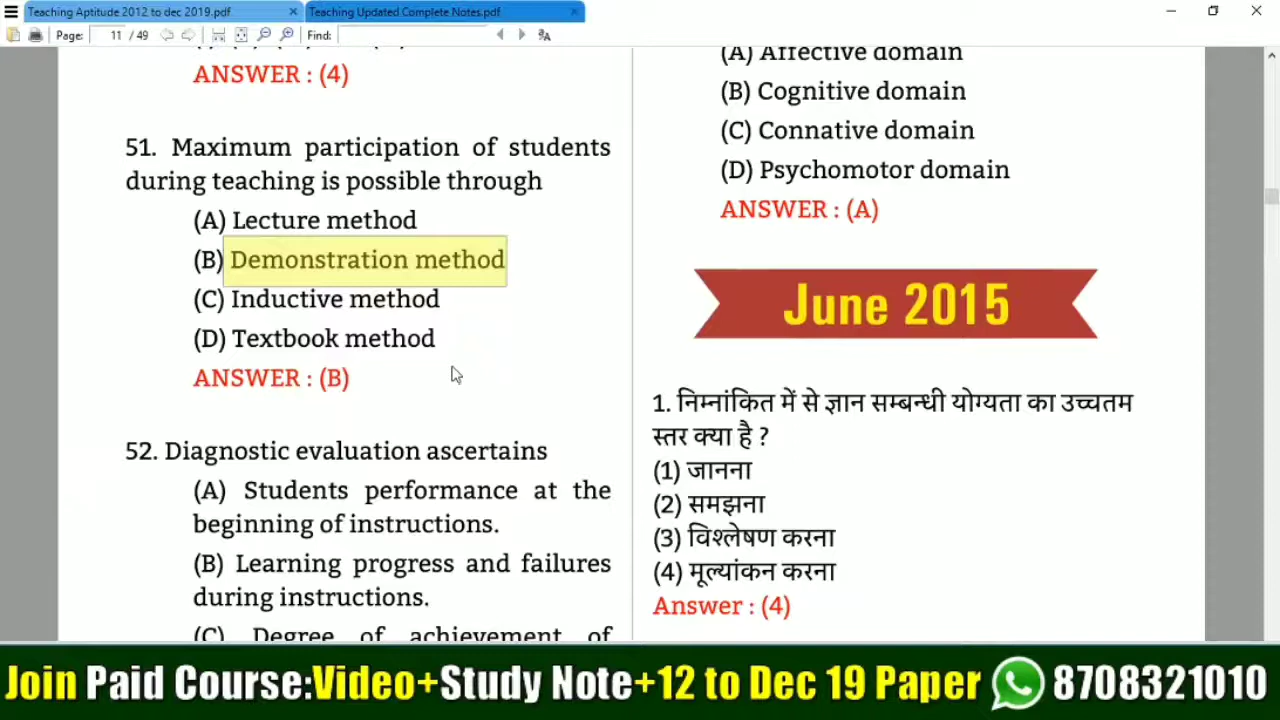 Teaching Aptitude 2012 to dec 2019.pdf
Teaching Updated Complete Notes.pdf
Page: 11 / 49 Find:
ANSWER : (4)
51. Maximum participation of students
during teaching is possible through
(A) Lecture method
(B) Demonstration method
(C) Inductive method
(D) Textbook method
ANSWER : (B)
52. Diagnostic evaluation ascertains
(A) Students performance at the
beginning of instructions.
(B) Learning progress and failures
during instructions.
(C) Degree of achievement of
(A) Affective domain
(B) Cognitive domain
(C) Connative domain
(D) Psychomotor domain
ANSWER : (A)
June 2015
1. निम्नांकित में से ज्ञान सम्बन्धी योग्यता का उच्चतम
स्तर क्या है ?
(1) जानना
(2) समझना
(3) विश्लेषण करना
(4) मूल्यांकन करना
Answer : (4)
Join Paid Course:Video+Study Note+12 to Dec 19 Paper 8708321010